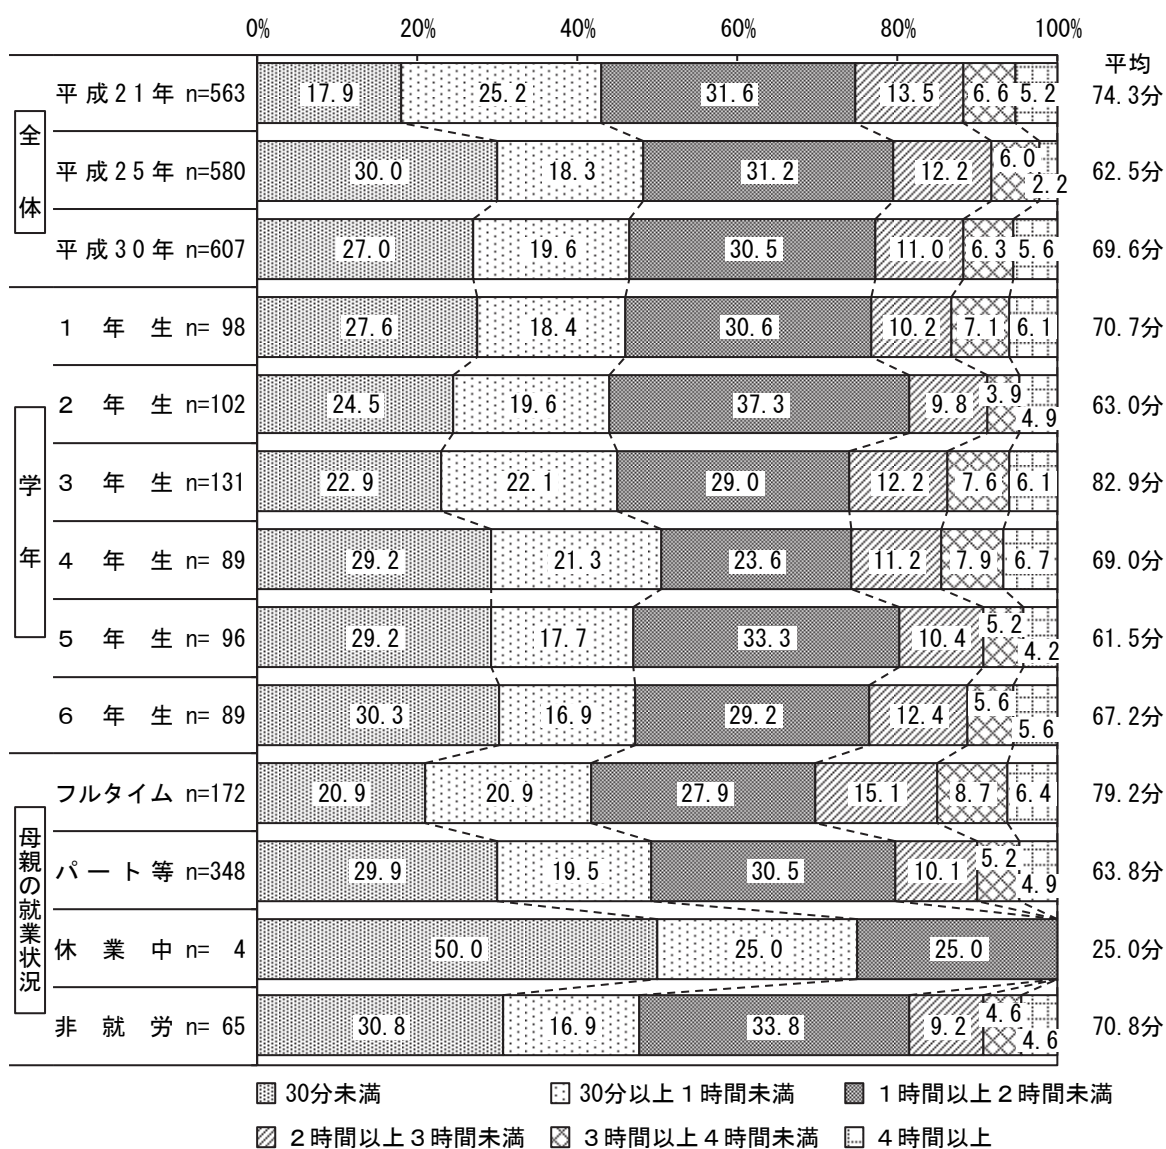 0% 20% 40% 60% 80% 100%
平均
全体
平成21年 n=563 17.9 25.2 31.6 13.5 6.6 5.2 74.3分
平成25年 n=580 30.0 18.3 31.2 12.2 6.0 2.2 62.5分
平成30年 n=607 27.0 19.6 30.5 11.0 6.3 5.6 69.6分
学年
1年生 n= 98 27.6 18.4 30.6 10.2 7.1 6.1 70.7分
2年生 n=102 24.5 19.6 37.3 9.8 3.9 4.9 63.0分
3年生 n=131 22.9 22.1 29.0 12.2 7.6 6.1 82.9分
4年生 n= 89 29.2 21.3 23.6 11.2 7.9 6.7 69.0分
5年生 n= 96 29.2 17.7 33.3 10.4 5.2 4.2 61.5分
6年生 n= 89 30.3 16.9 29.2 12.4 5.6 5.6 67.2分
母親の就業状況
フルタイム n=172 20.9 20.9 27.9 15.1 8.7 6.4 79.2分
パート等 n=348 29.9 19.5 30.5 10.1 5.2 4.9 63.8分
休業中 n= 4 50.0 25.0 25.0 25.0分
非就労 n= 65 30.8 16.9 33.8 9.2 4.6 4.6 70.8分
30分未満 30分以上1時間未満 1時間以上2時間未満
2時間以上3時間未満 3時間以上4時間未満 4時間以上